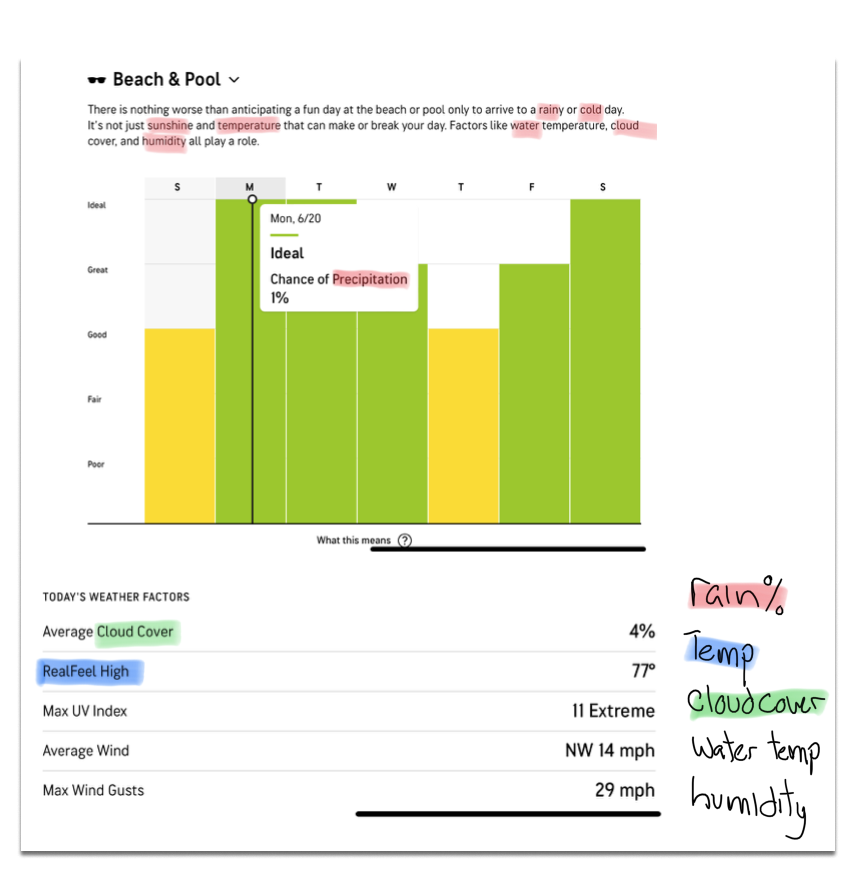 Beach & Pool
There is nothing worse than anticipating a fun day at the beach or pool only to arrive to a rainy or cold day.
It's not just sunshine and temperature that can make or break your day. Factors like water temperature, cloud
cover, and humidity all play a role.
S M T W T F S
Ideal
Mon, 6/20
Ideal
Great
Chance of Precipitation
1%
Good
Fair
Poor
What this means ?
TODAY'S WEATHER FACTORS
rain%
Average Cloud Cover 4%
Temp
RealFeel High 77°
Cloud cover
Max UV Index 11 Extreme
Water temp
Average Wind NW 14 mph
Max Wind Gusts 29 mph
humidity